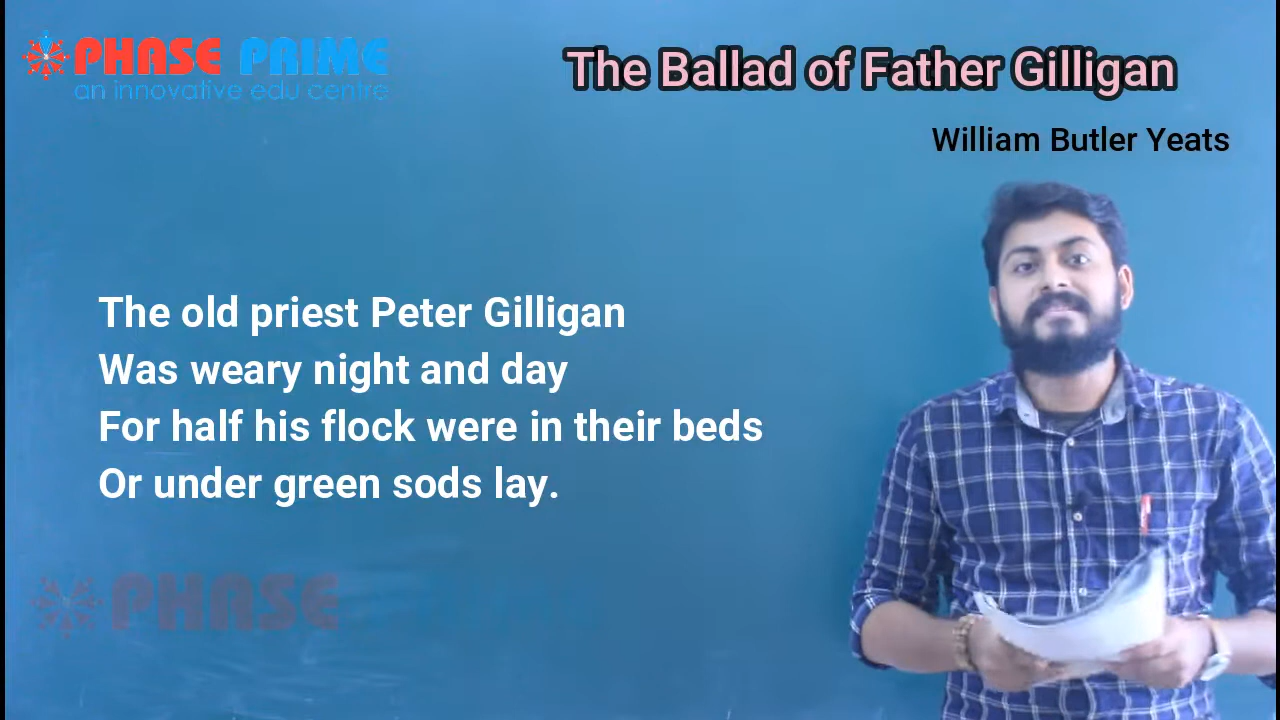 PHASE PRIME
an innovative edu centre
The Ballad of Father Gilligan
William Butler Yeats
The old priest Peter Gilligan
Was weary night and day
For half his flock were in their beds
Or under green sods lay.
PHASE